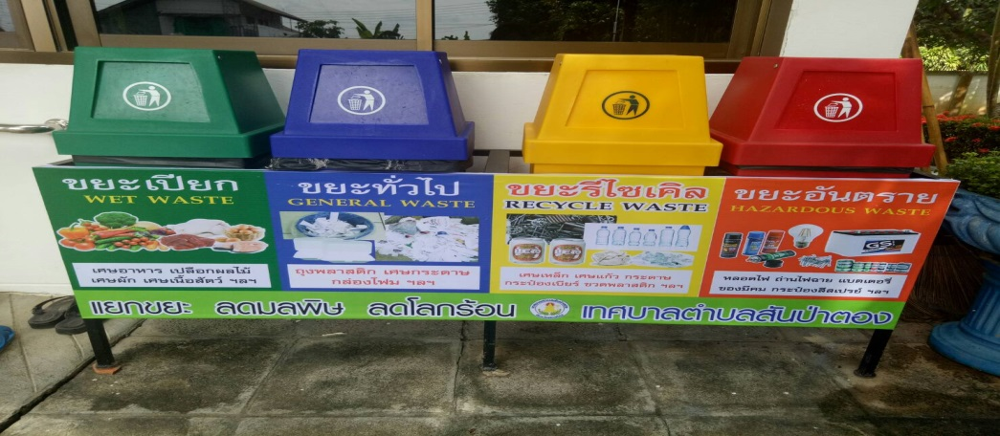 ขยะเปียก
WET WASTE
เศษอาหาร เปลือกผลไม้
เศษผัก เศษเนื้อสัตว์ ฯลฯ
ขยะทั่วไป
GENERAL WASTE
ถุงพลาสติก เศษกระดาษ
กล่องโฟม ฯลฯ
ขยะรีไซเคิล
RECYCLE WASTE
เศษเหล็ก เศษแก้ว กระดาษ
กระป๋องเบียร์ ขวดพลาสติก ฯลฯ
ขยะอันตราย
HAZARDOUS WASTE
GS
หลอดไฟ ถ่านไฟฉาย แบตเตอรี่
ของมีคม กระป๋องสีสเปรย์ ฯลฯ
แยกขยะ ลดมลพิษ ลดโลกร้อน เทศบาลตำบลสันป่าตอง